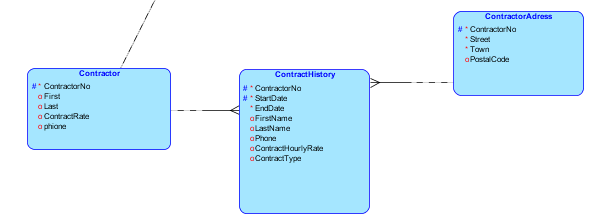 Contractor
# * ContractorNo
o First
o Last
o ContractRate
o phione
ContractHistory
# * ContractorNo
# * StartDate
* EndDate
o FirstName
o LastName
o Phone
o ContractHourlyRate
o ContractType
ContractorAdress
# * ContractorNo
* Street
* Town
o PostalCode